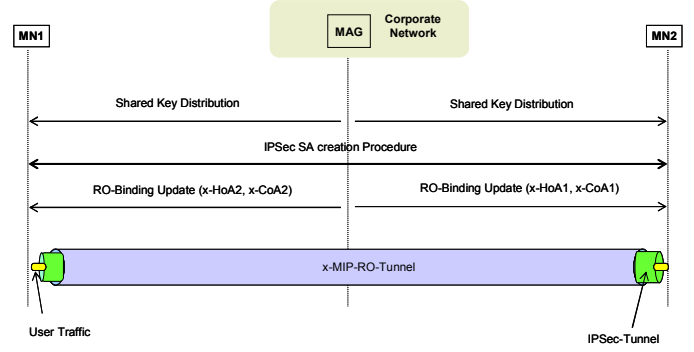 MN1
MAG
Corporate
Network
MN2
Shared Key Distribution
Shared Key Distribution
IPSec SA creation Procedure
RO-Binding Update (x-HoA2, x-CoA2)
RO-Binding Update (x-HoA1, x-CoA1)
x-MIP-RO-Tunnel
User Traffic
IPSec-Tunnel